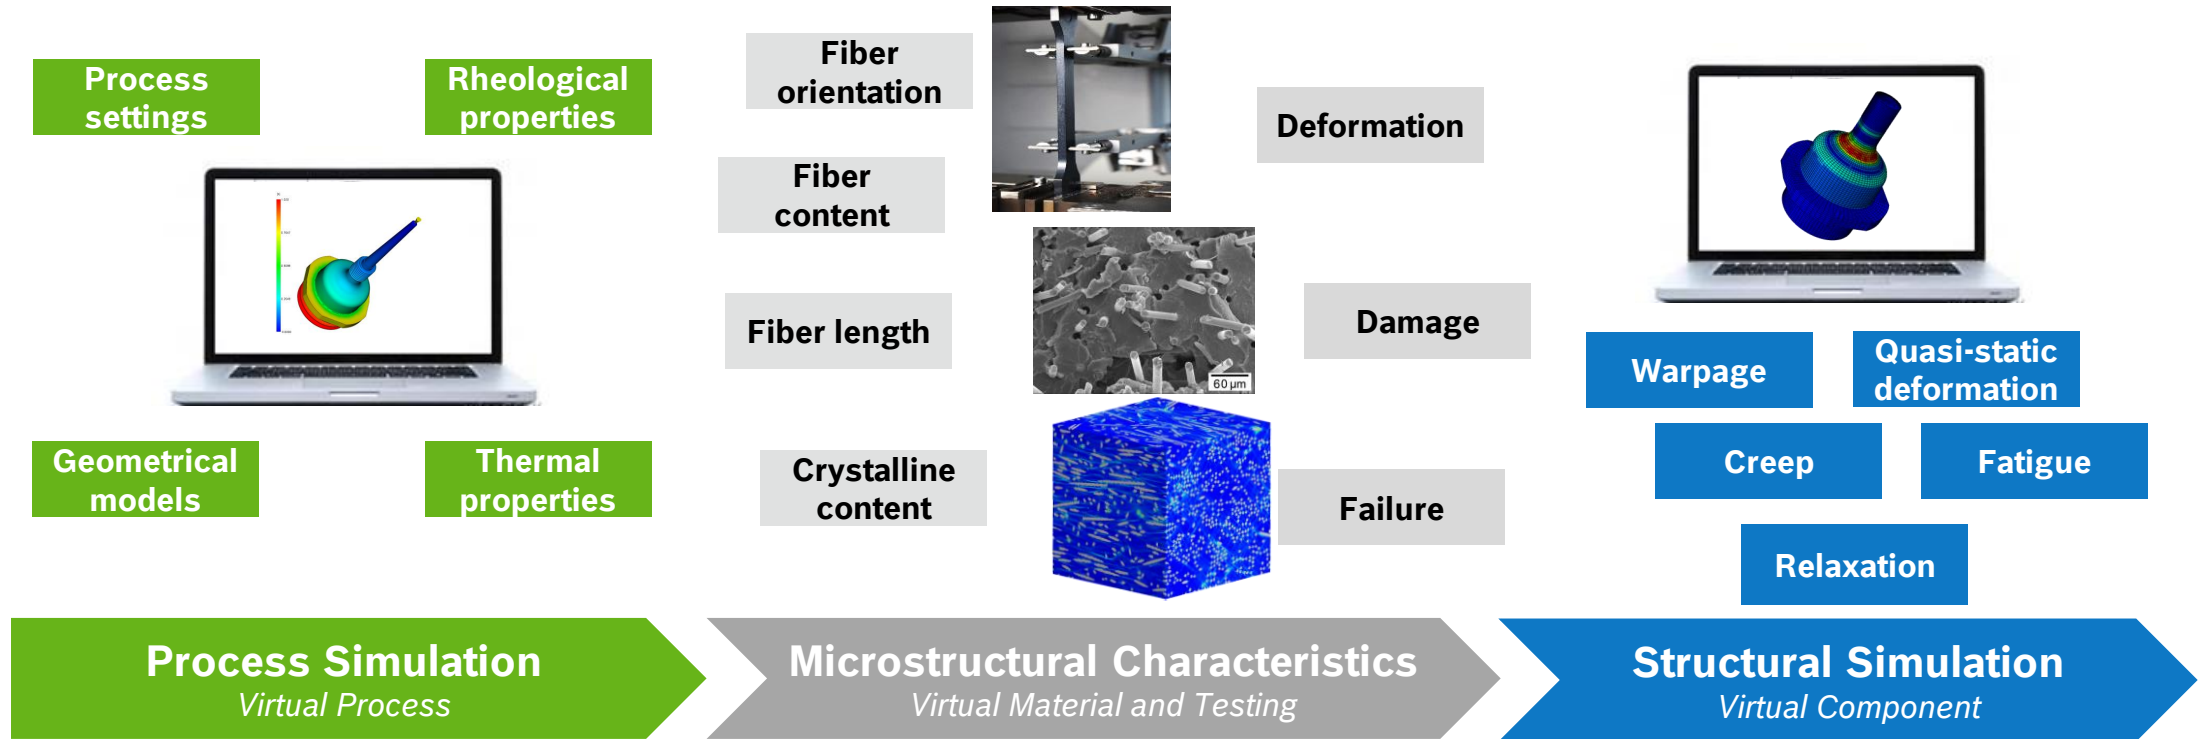 Process
settings
Rheological
properties
Geometrical
models
Thermal
properties
Fiber
orientation
Fiber
content
Fiber length
Crystalline
content
60 µm
Deformation
Damage
Failure
Warpage
Quasi-static
deformation
Creep
Fatigue
Relaxation
Process Simulation
Virtual Process
Microstructural Characteristics
Virtual Material and Testing
Structural Simulation
Virtual Component